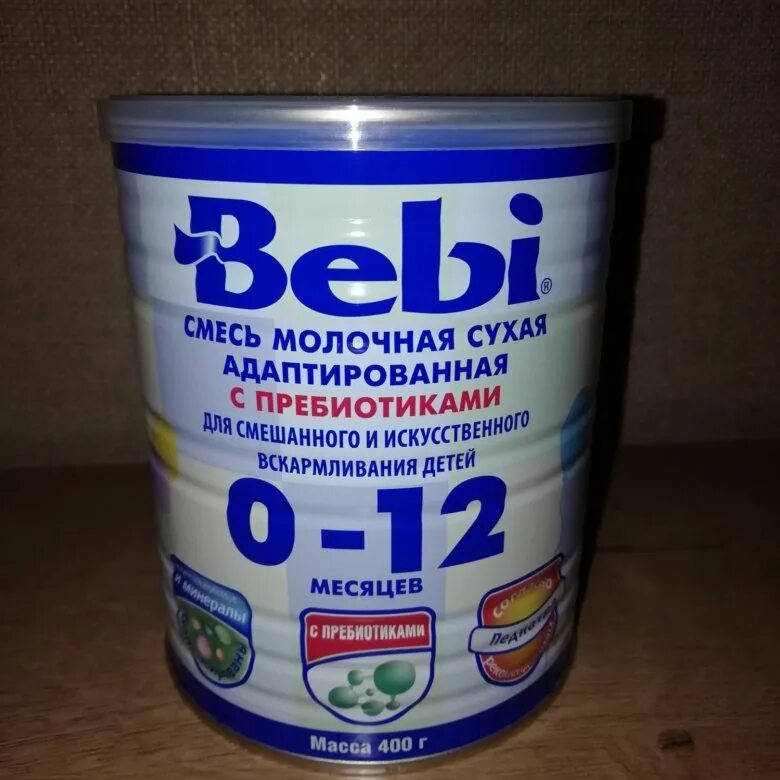 Bebi®
СМЕСЬ МОЛОЧНАЯ СУХАЯ
АДАПТИРОВАННАЯ
С ПРЕБИОТИКАМИ
ДЛЯ СМЕШАННОГО И ИСКУССТВЕННОГО
ВСКАРМЛИВАНИЯ ДЕТЕЙ
0-12
МЕСЯЦЕВ
И МИНЕРАЛЫ
С ПРЕБИОТИКАМИ
Масса 400 г